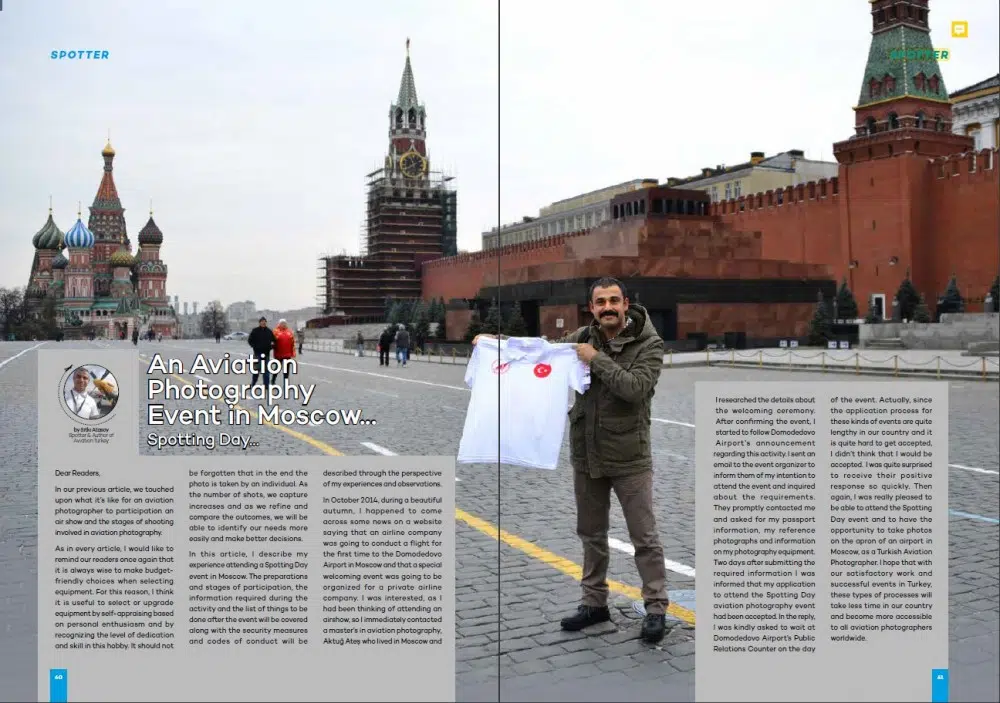 SPOTTER
SPOTTER
An Aviation
Photography
Event in Moscow...
Spotting Day...
by Sıtkı Atasoy
Spotter & Author at
Aviation Turkey
Dear Readers,
In our previous article, we touched
upon what it's like for an aviation
photographer to participation an
air show and the stages of shooting
involved in aviation photography.
As in every article, I would like to
remind our readers once again that
it is always wise to make budget-
friendly choices when selecting
equipment. For this reason, I think
it is useful to select or upgrade
equipment by self- appraising based
on personal enthusiasm and by
recognizing the level of dedication
and skill in this hobby. It should not
be forgotten that in the end the
photo is taken by an individual. As
the number of shots, we capture
increases and as we refine and
compare the outcomes, we will be
able to identify our needs more
easily and make better decisions.
In this article, I describe my
experience attending a Spotting Day
event in Moscow. The preparations
and stages of participation, the
information required during the
activity and the list of things to be
done after the event will be covered
along with the security measures
and codes of conduct will be
described through the perspective
of my experiences and observations.
In October 2014, during a beautiful
autumn, I happened to come
across some news on a website
saying that an airline company
was going to conduct a flight for
the first time to the Domodedovo
Airport in Moscow and that a special
welcoming event was going to be
organized for a private airline
company. I was interested, as I
had been thinking of attending an
airshow, so I immediately contacted
a master's in aviation photography,
Aktuğ Ateş who lived in Moscow and
I researched the details about
the welcoming ceremony.
After confirming the event, I
started to follow Domodedovo
Airport's announcement
regarding this activity. I sent an
email to the event organizer to
inform them of my intention to
attend the event and inquired
about the requirements.
They promptly contacted me
and asked for my passport
information, my reference
photographs and information
on my photography equipment.
Two days after submitting the
required information I was
informed that my application
to attend the Spotting Day
aviation photography event
had been accepted. In the reply,
I was kindly asked to wait at
Domodedovo Airport's Public
Relations Counter on the day
of the event. Actually, since
the application process for
these kinds of events are quite
lengthy in our country and it
is quite hard to get accepted,
I didn't think that I would be
accepted. I was quite surprised
to receive their positive
response so quickly. Then
again, I was really pleased to
be able to attend the Spotting
Day event and to have the
opportunity to take photos
on the apron of an airport in
Moscow, as a Turkish Aviation
Photographer. I hope that with
our satisfactory work and
successful events in Turkey,
these types of processes will
take less time in our country
and become more accessible
to all aviation photographers
worldwide.
60
61